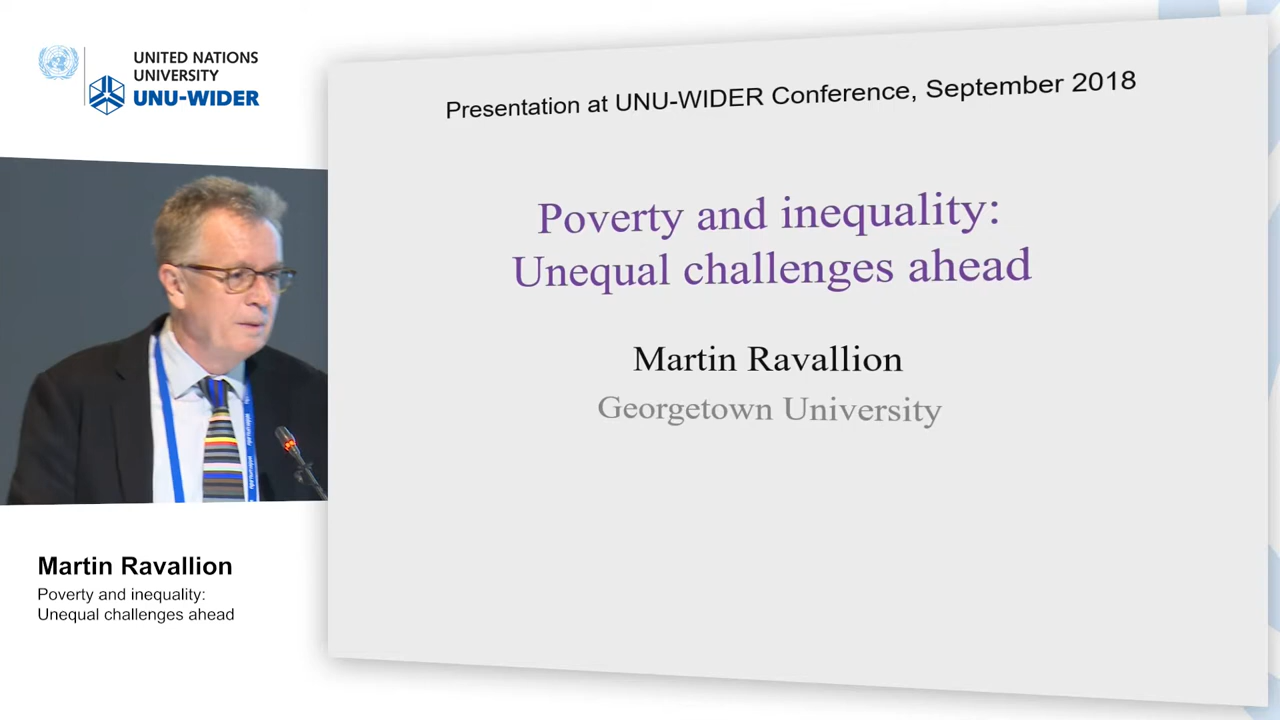 UNITED NATIONS
UNIVERSITY
UNU-WIDER
Presentation at UNU-WIDER Conference, September 2018
Poverty and inequality:
Unequal challenges ahead
Martin Ravallion
Georgetown University
Martin Ravallion
Poverty and inequality:
Unequal challenges ahead